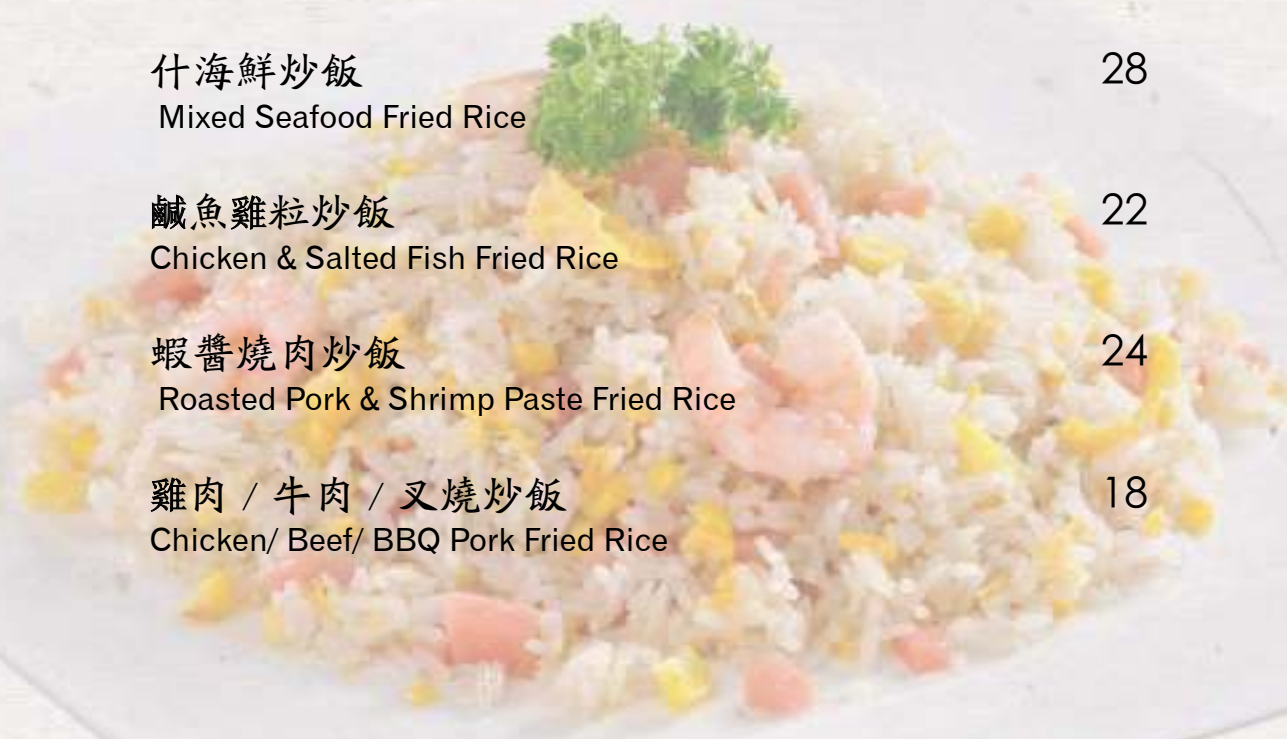 什海鮮炒飯 28
Mixed Seafood Fried Rice
鹹魚雞粒炒飯 22
Chicken & Salted Fish Fried Rice
蝦醬燒肉炒飯 24
Roasted Pork & Shrimp Paste Fried Rice
雞肉 / 牛肉 / 叉燒炒飯 18
Chicken/ Beef/ BBQ Pork Fried Rice